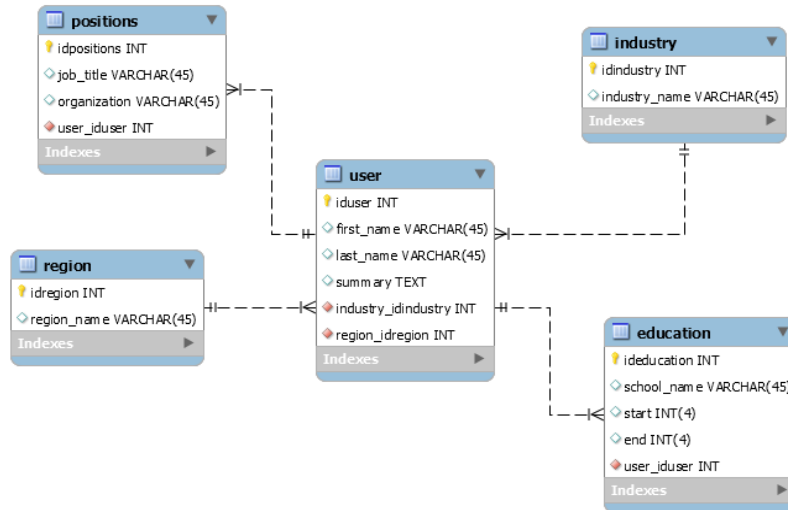 positions
idpositions INT
job_title VARCHAR(45)
organization VARCHAR(45)
user_iduser INT
Indexes
industry
idindustry INT
industry_name VARCHAR(45)
Indexes
user
iduser INT
first_name VARCHAR(45)
last_name VARCHAR(45)
summary TEXT
industry_idindustry INT
region_idregion INT
Indexes
region
idregion INT
region_name VARCHAR(45)
Indexes
education
ideducation INT
school_name VARCHAR(45)
start INT(4)
end INT(4)
user_iduser INT
Indexes